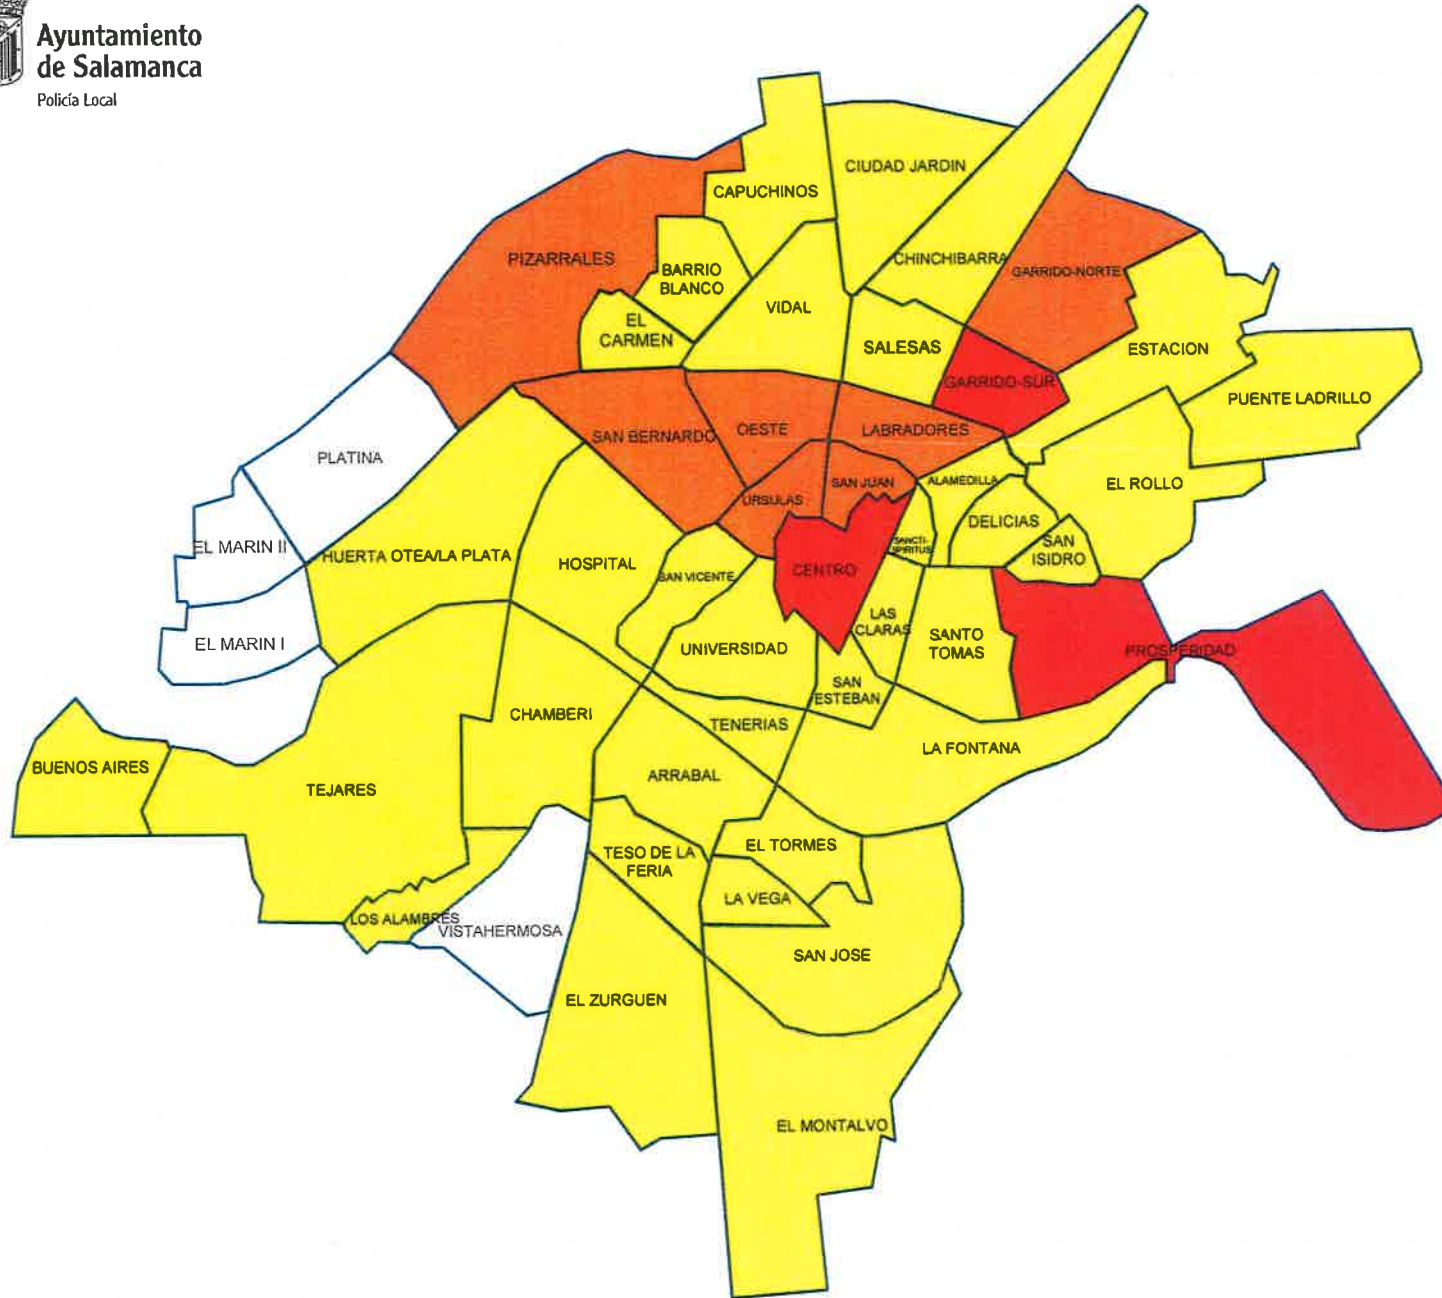 Ayuntamiento
de Salamanca
Policía Local
CIUDAD JARDIN
CAPUCHINOS
PIZARRALES
CHINCHIBARRA
BARRIO
BLANCO
GARRIDO-NORTE
VIDAL
EL
CARMEN
SALESAS
ESTACION
GARRIDO-SUR
PUENTE LADRILLO
SAN BERNARDO
OESTE
LABRADORES
PLATINA
URSULAS
SAN JUAN
ALAMEDILLA
EL ROLLO
DELICIAS
EL MARIN II
HUERTA OTEA/LA PLATA
HOSPITAL
SAN VICENTE
CENTRO
SANCTI-
SPIRITUS
SAN
ISIDRO
EL MARIN I
UNIVERSIDAD
LAS
CLARAS
SANTO
TOMAS
PROSPERIDAD
SAN
ESTEBAN
CHAMBERI
TENERIAS
LA FONTANA
BUENOS AIRES
TEJARES
ARRABAL
TESO DE LA
FERIA
EL TORMES
LA VEGA
LOS ALAMBRES
VISTAHERMOSA
SAN JOSE
EL ZURGUEN
EL MONTALVO